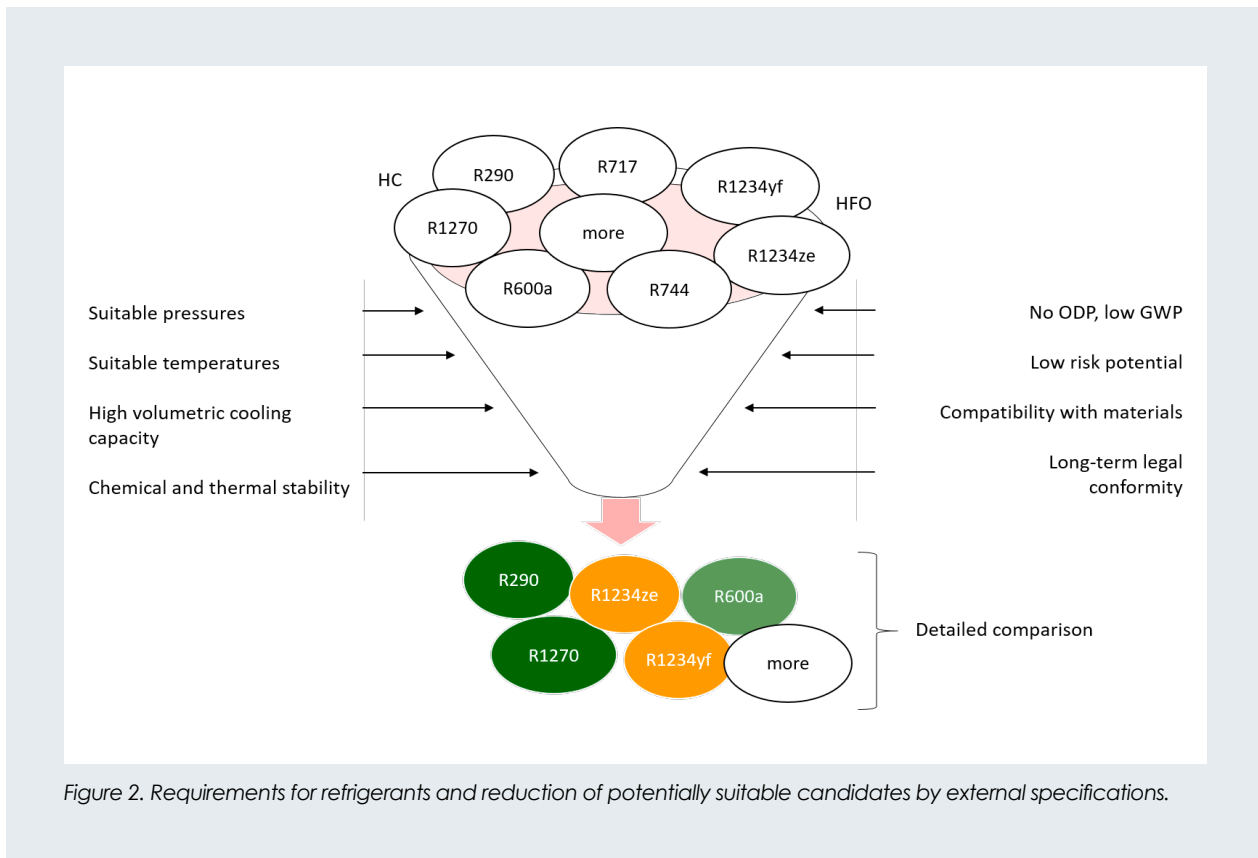 HC
R290
R717
R1234yf
HFO
R1270
more
R1234ze
R600a
R744
Suitable pressures
Suitable temperatures
High volumetric cooling
capacity
Chemical and thermal stability
No ODP, low GWP
Low risk potential
Compatibility with materials
Long-term legal
conformity
R290
R1234ze
R600a
R1270
R1234yf
more
Detailed comparison
Figure 2. Requirements for refrigerants and reduction of potentially suitable candidates by external specifications.